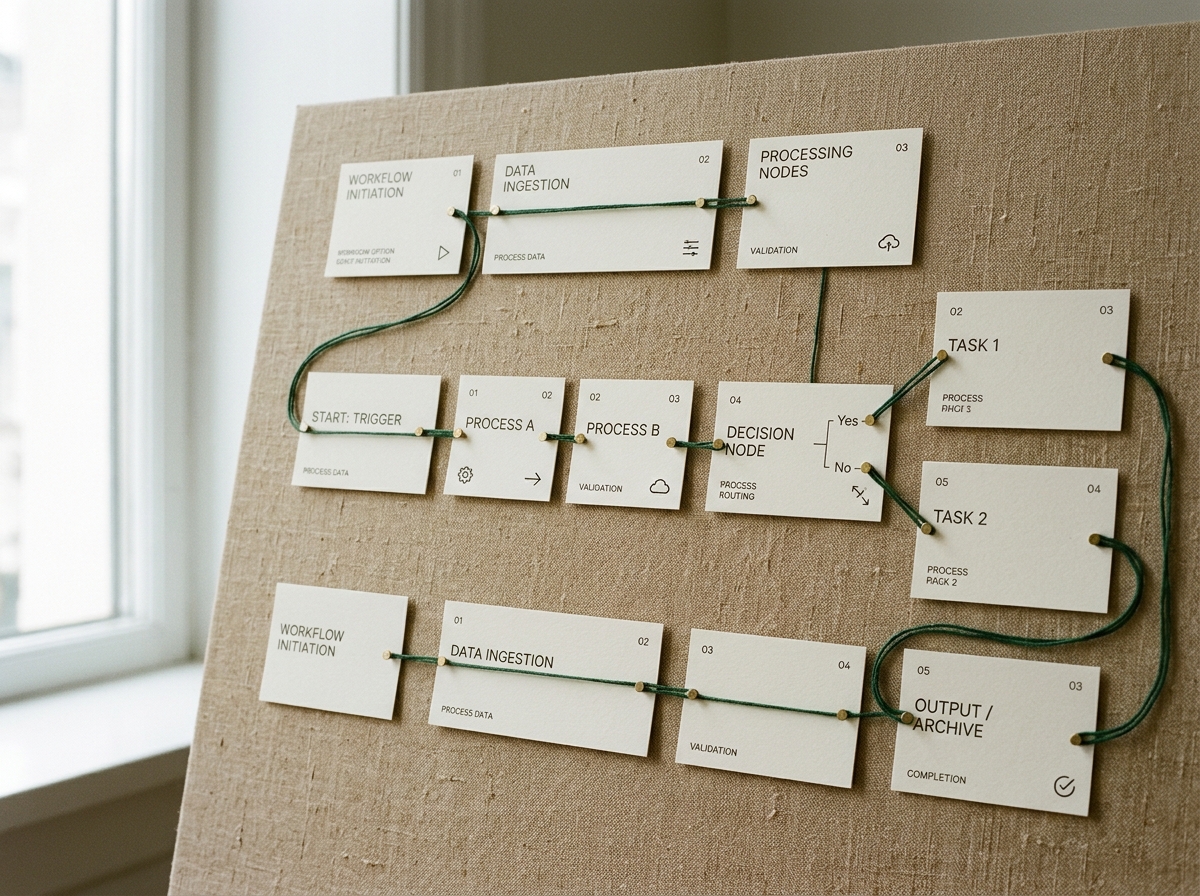 WORKFLOW
INITIATION
01
DATA
INGESTION
02
PROCESS DATA
PROCESSING
NODES
03
VALIDATION
START: TRIGGER
PROCESS DATA
01
02
PROCESS A
02
03
PROCESS B
VALIDATION
04
DECISION
NODE
Yes
No
ROUTING
02
03
TASK 1
PROCESS
05
04
TASK 2
PROCESS
WORKFLOW
INITIATION
01
02
DATA INGESTION
PROCESS DATA
03
04
VALIDATION
05
03
OUTPUT /
ARCHIVE
COMPLETION